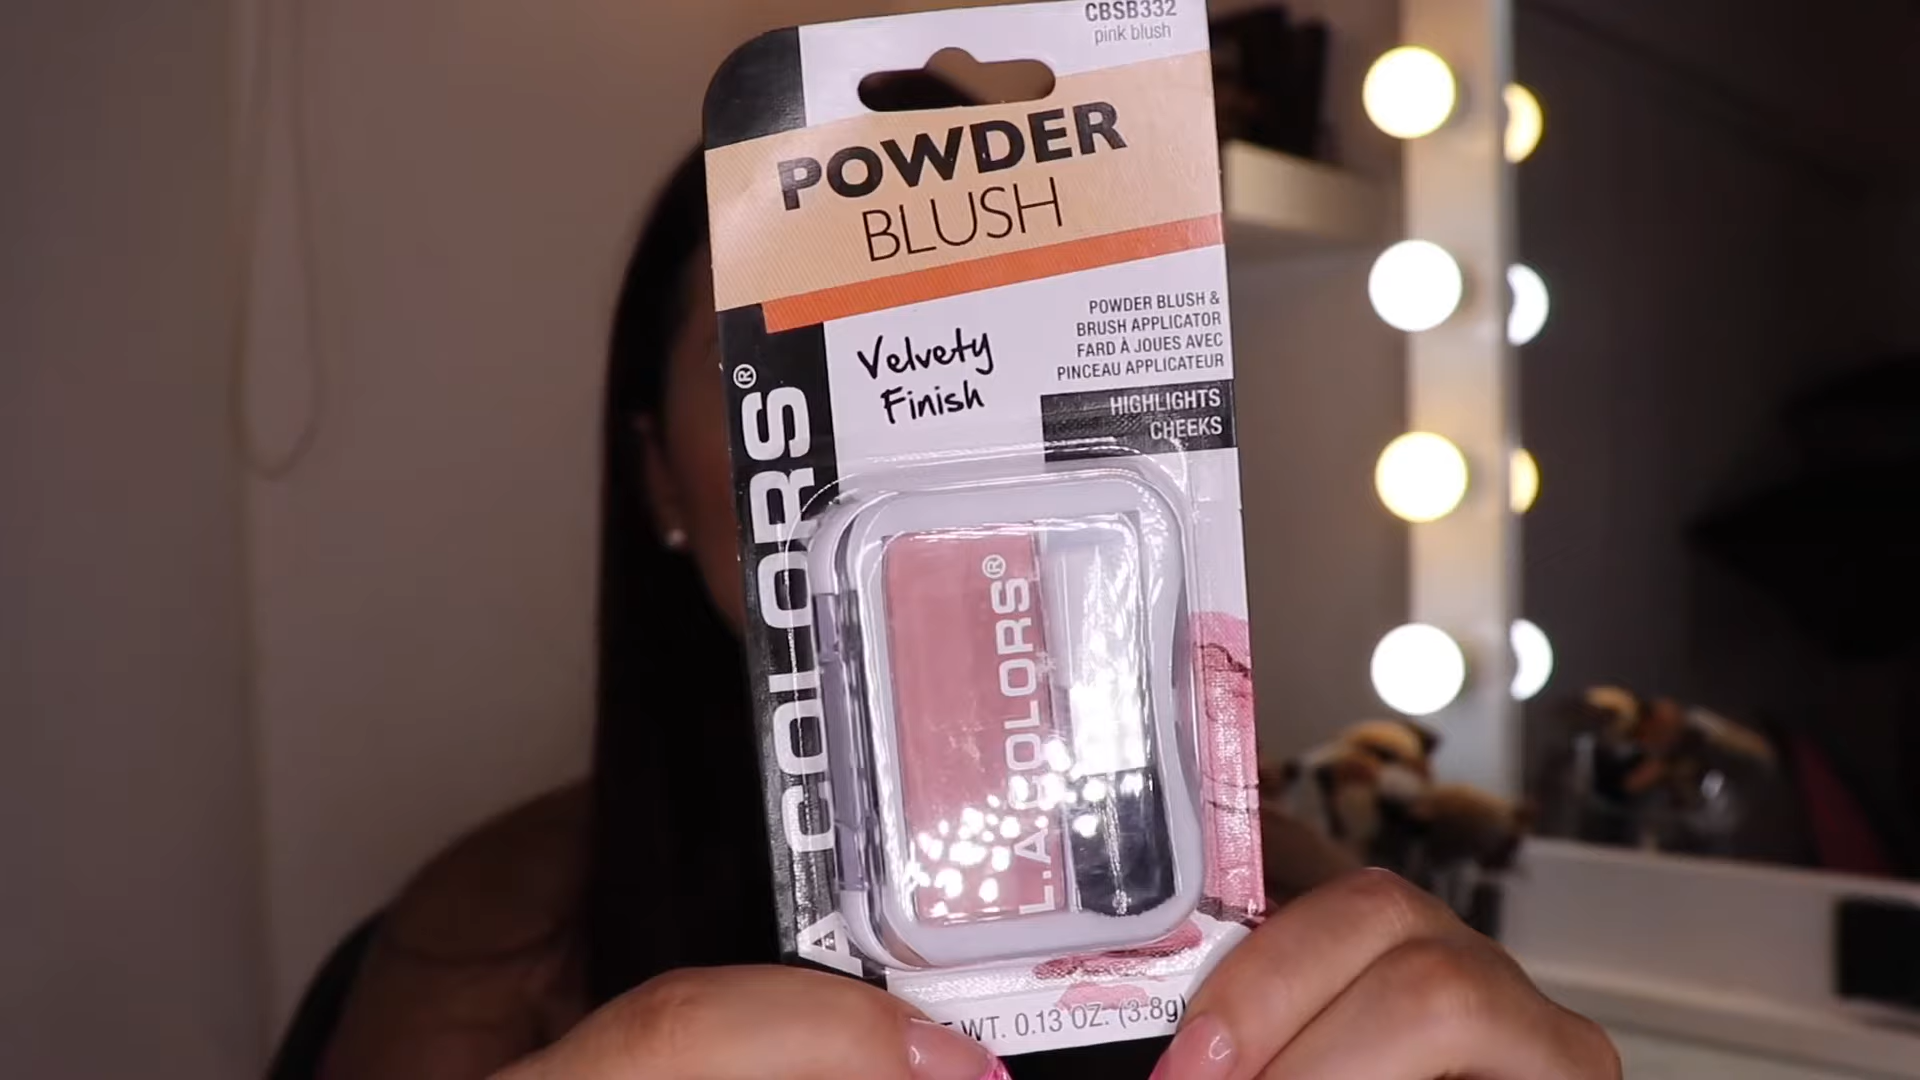 CBSB332
pink blush
POWDER
BLUSH
Velvety
Finish
POWDER BLUSH &
BRUSH APPLICATOR
FARD À JOUES AVEC
PINCEAU APPLICATEUR
HIGHLIGHTS
CHEEKS
A COLORS®
L.A. COLORS®
WT. 0.13 OZ. (3.8g)